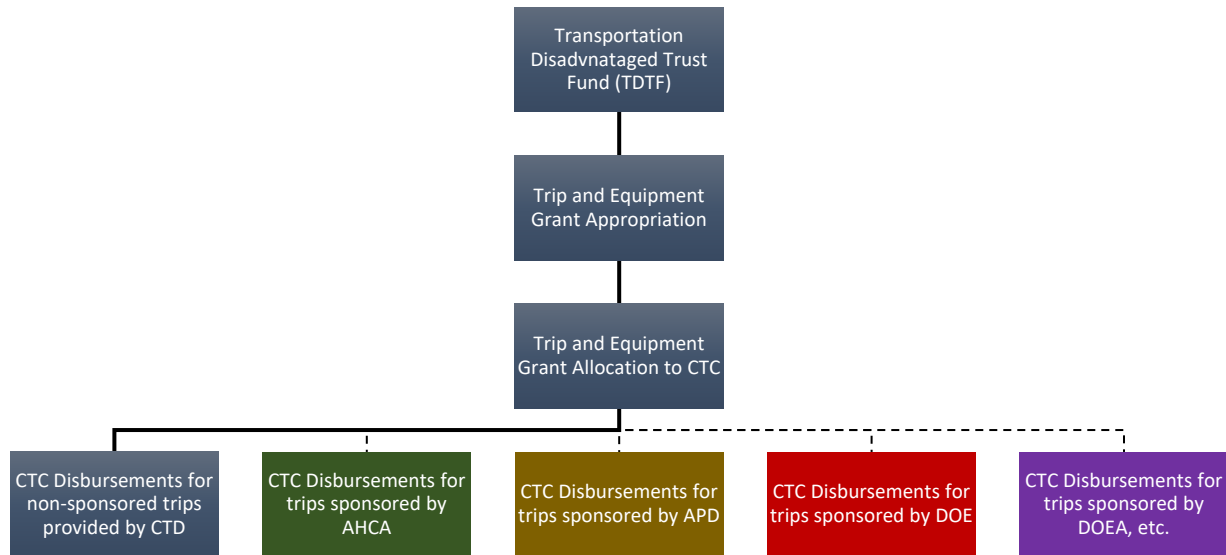 Transportation
Disadvnataged Trust
Fund (TDTF)
Trip and Equipment
Grant Appropriation
Trip and Equipment
Grant Allocation to CTC
CTC Disbursements for
non-sponsored trips
provided by CTD
CTC Disbursements for
trips sponsored by
AHCA
CTC Disbursements for
trips sponsored by APD
CTC Disbursements for
trips sponsored by DOE
CTC Disbursements for
trips sponsored by
DOEA, etc.